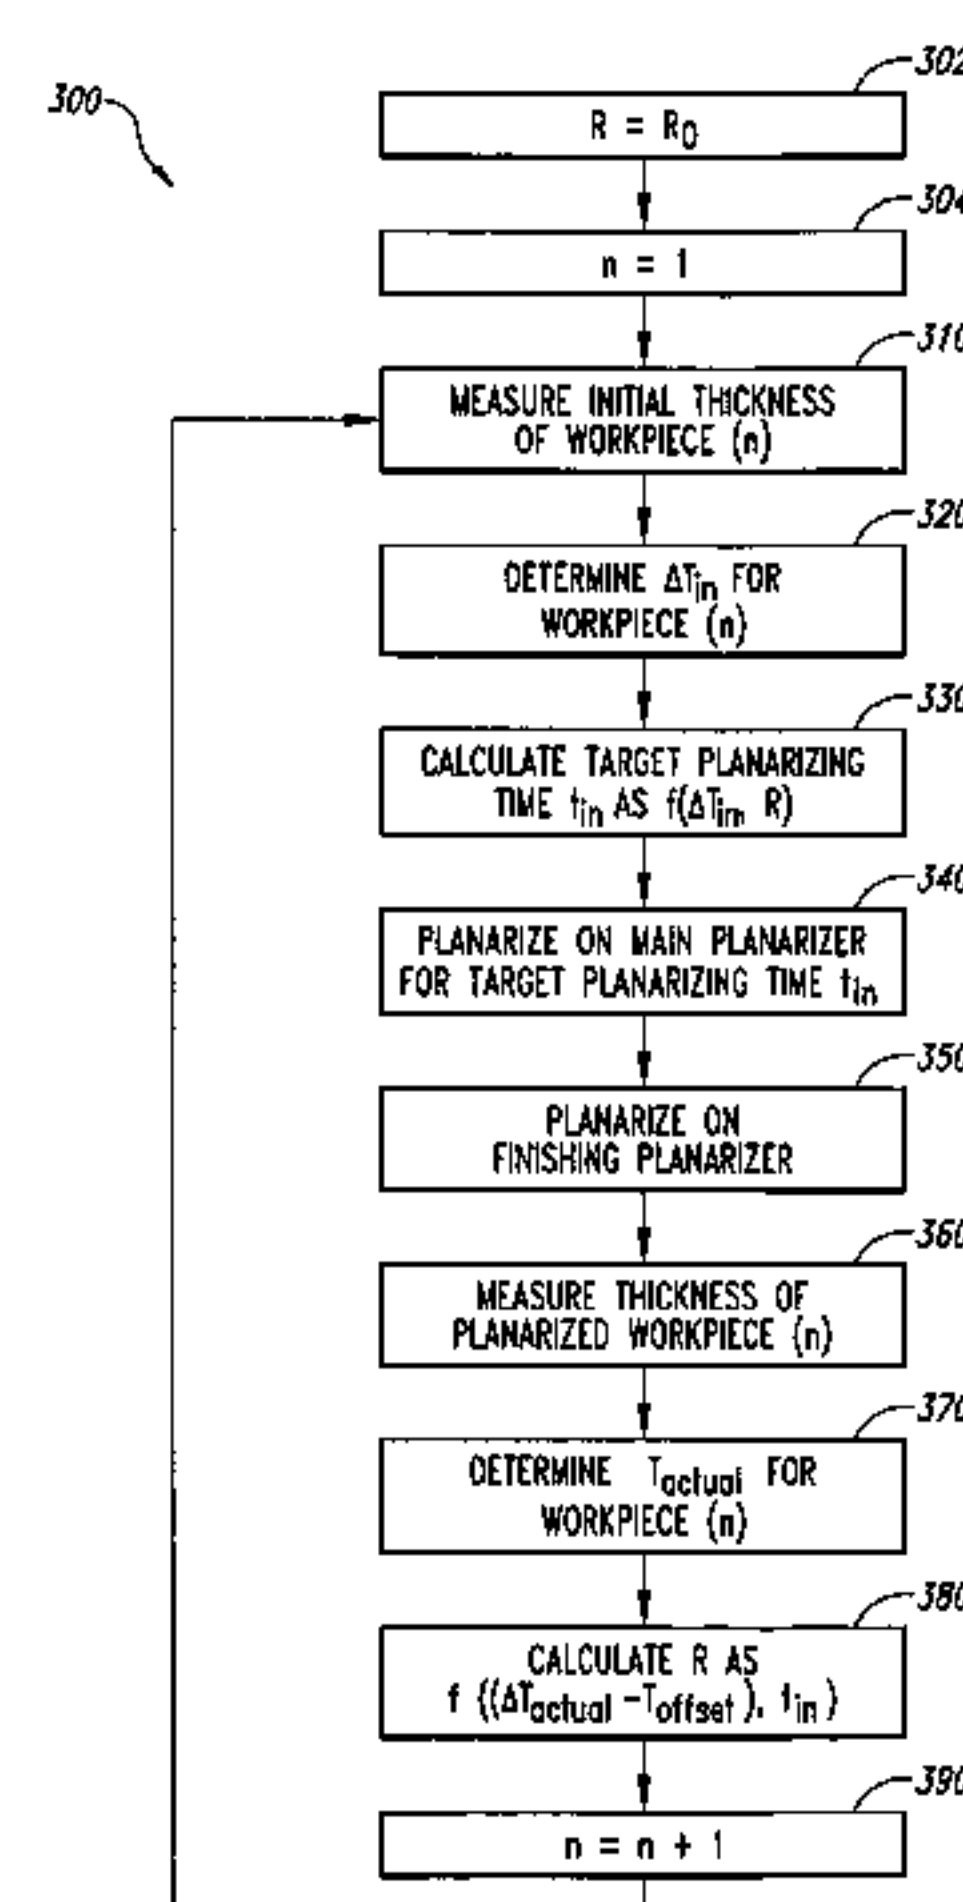 300
302
R = R0
304
n = 1
310
MEASURE INITIAL THICKNESS
OF WORKPIECE (n)
320
DETERMINE ΔTin FOR
WORKPIECE (n)
330
CALCULATE TARGET PLANARIZING
TIME tin AS f(ΔTin, R)
340
PLANARIZE ON MAIN PLANARIZER
FOR TARGET PLANARIZING TIME tin
350
PLANARIZE ON
FINISHING PLANARIZER
360
MEASURE THICKNESS OF
PLANARIZED WORKPIECE (n)
370
DETERMINE Tactual FOR
WORKPIECE (n)
380
CALCULATE R AS
f ((ΔTactual -Toffset), tin )
390
n = n + 1